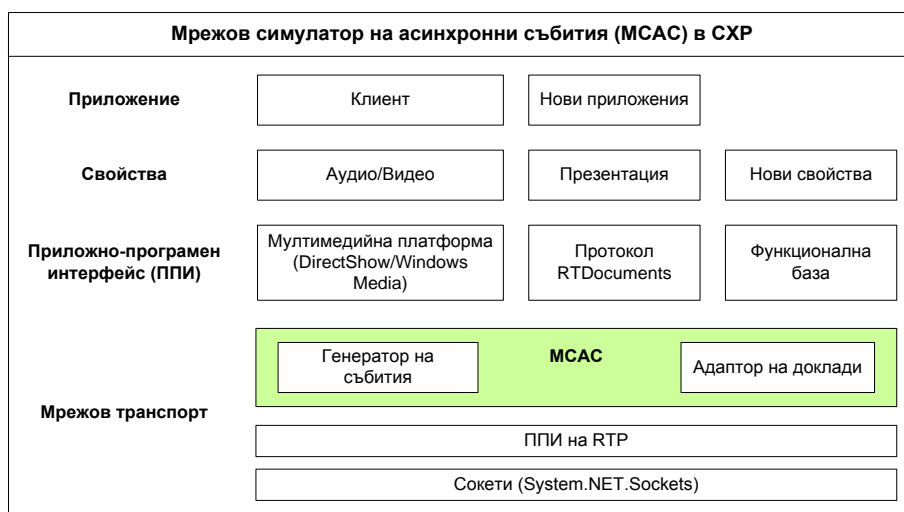 Мрежов симулатор на асинхронни събития (МСАС) в СХР
Приложение
Клиент
Нови приложения
Свойства
Аудио/Видео
Презентация
Нови свойства
Приложно-програмен
интерфейс (ППИ)
Мултимедийна платформа
(DirectShow/Windows
Media)
Протокол
RTDocuments
Функционална
база
Мрежов транспорт
МСАС
Генератор на
събития
Адаптор на доклади
ППИ на RTP
Сокети (System.NET.Sockets)